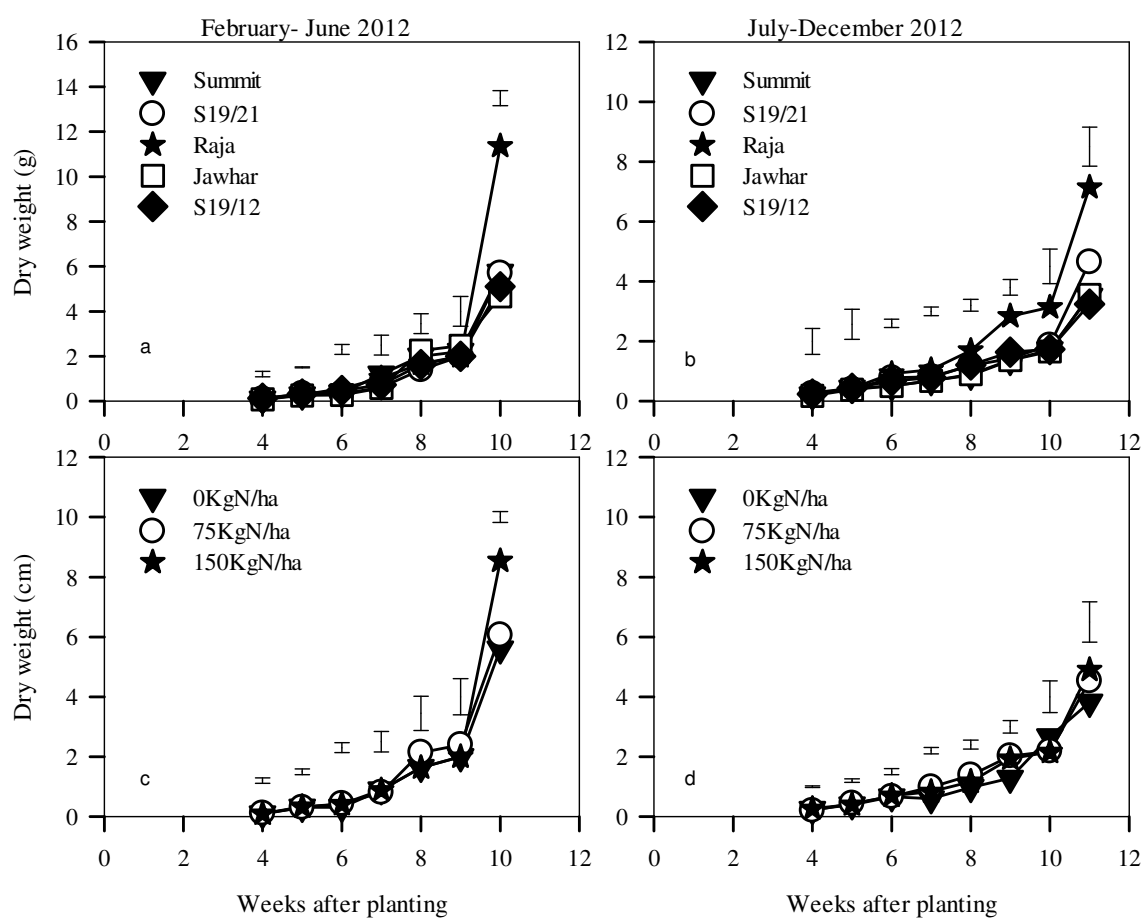 February- June 2012
July-December 2012
Dry weight (g)
16
14
12
10
8
6
4
2
0
Summit
S19/21
Raja
Jawhar
S19/12
a
0 2 4 6 8 10 12
12
10
8
6
4
2
0
Summit
S19/21
Raja
Jawhar
S19/12
b
0 2 4 6 8 10 12
Dry weight (cm)
12
10
8
6
4
2
0
0KgN/ha
75KgN/ha
150KgN/ha
c
0 2 4 6 8 10 12
Weeks after planting
12
10
8
6
4
2
0
0KgN/ha
75KgN/ha
150KgN/ha
d
0 2 4 6 8 10 12
Weeks after planting